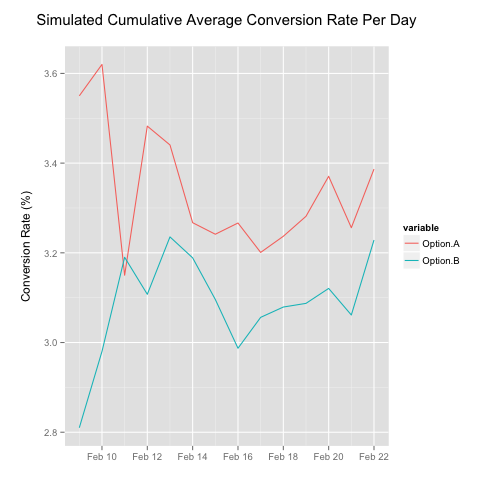 Simulated Cumulative Average Conversion Rate Per Day
3.6
3.4
3.2
3.0
2.8
Conversion Rate (%)
Feb 10 Feb 12 Feb 14 Feb 16 Feb 18 Feb 20 Feb 22
variable
Option.A
Option.B